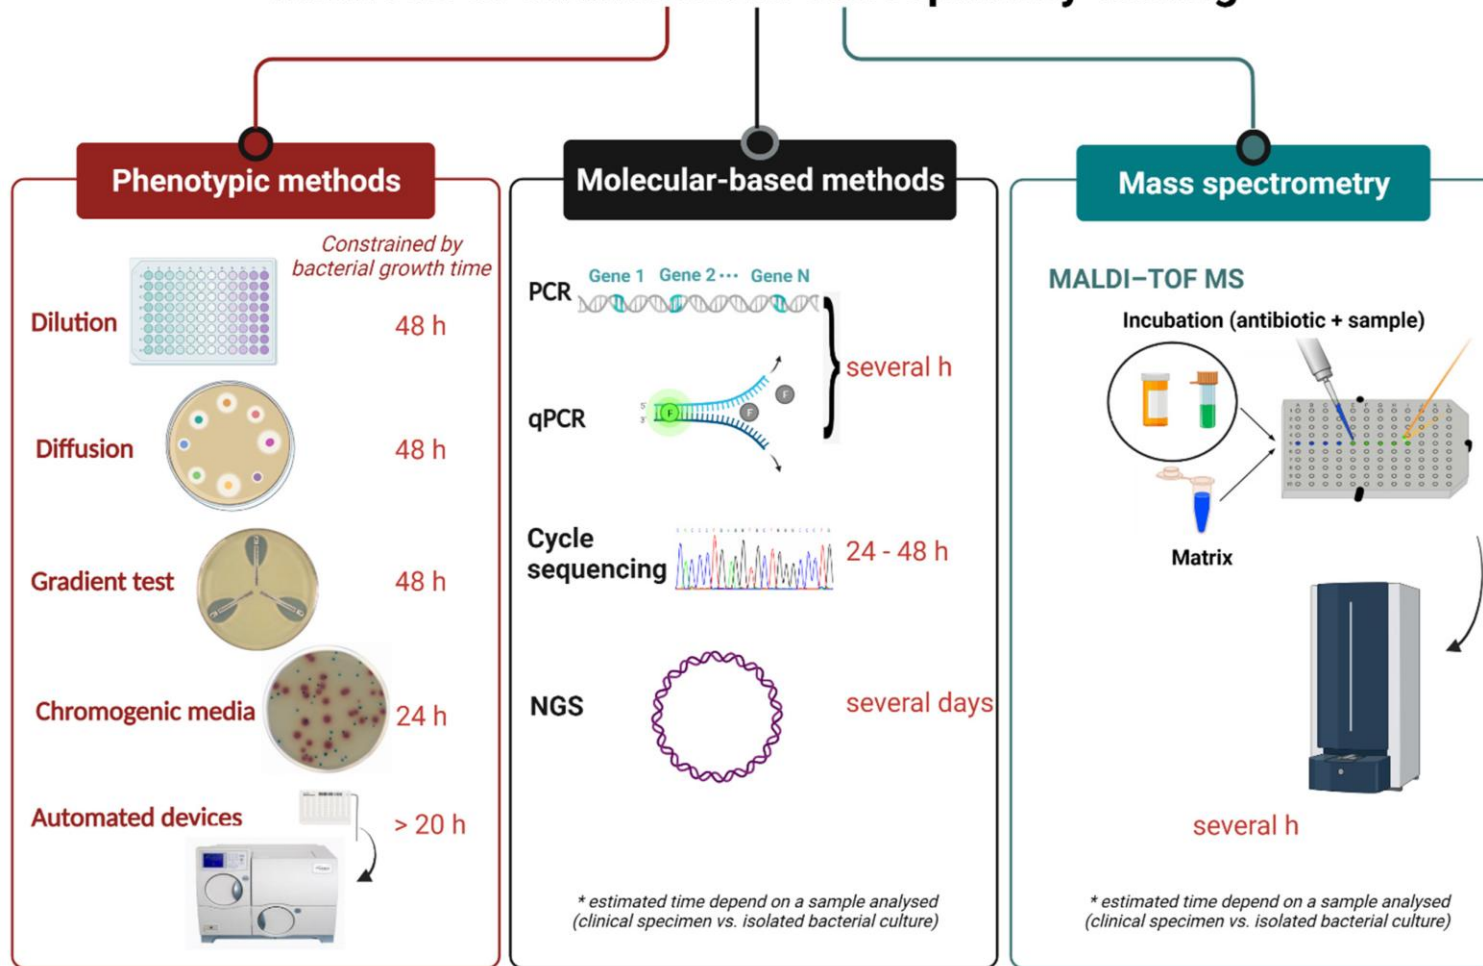 Phenotypic methods
Constrained by
bacterial growth time
Dilution
48 h
Diffusion
48 h
Gradient test
48 h
Chromogenic media
24 h
Automated devices
> 20 h
Molecular-based methods
PCR
Gene 1 Gene 2 ··· Gene N
several h
qPCR
F
F
F
Cycle
sequencing
24 - 48 h
NGS
several days
* estimated time depend on a sample analysed
(clinical specimen vs. isolated bacterial culture)
Mass spectrometry
MALDI–TOF MS
Incubation (antibiotic + sample)
Matrix
several h
* estimated time depend on a sample analysed
(clinical specimen vs. isolated bacterial culture)